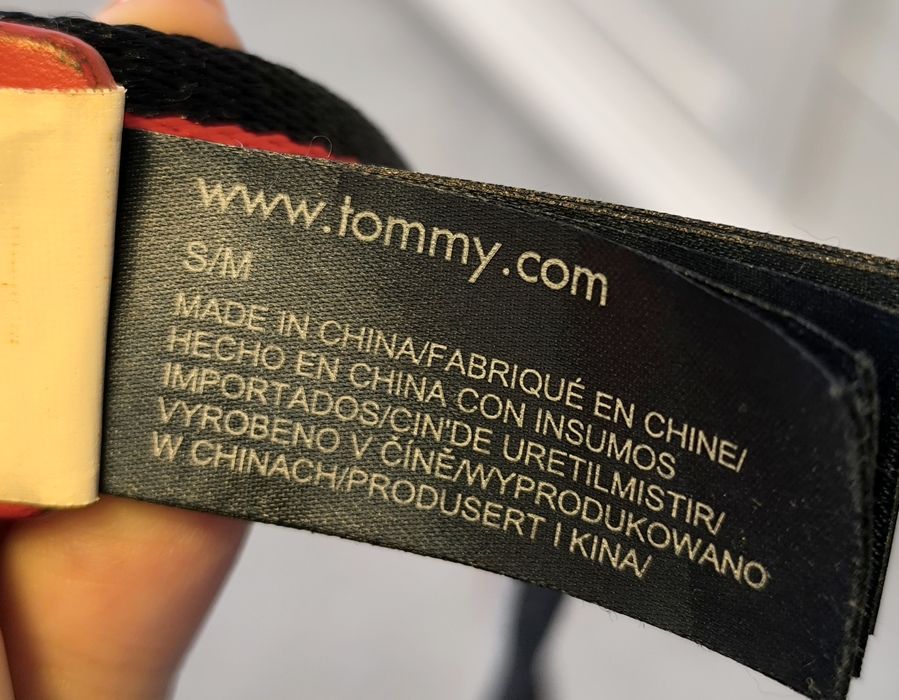 www.tommy.com
S/M
MADE IN CHINA/FABRIQUÉ EN CHINE/
HECHO EN CHINA CON INSUMOS
IMPORTADOS/CIN'DE URETILMISTIR/
VYROBENO V ČÍNĚ/WYPRODUKOWANO
W CHINACH/PRODUSERT I KINA/